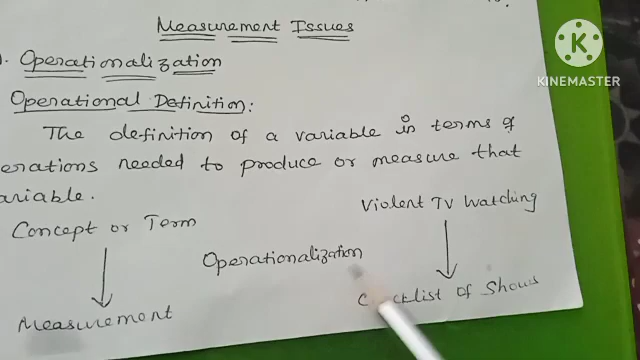 Measurement Issues
. Operationalization
Operational Definition:
The definition of a variable in terms of
erations needed to produce or measure that
ariable.
Concept or Term
Violent TV Watching
Operationalization
Measurement
Checklist of Shows
K
KINEMASTER